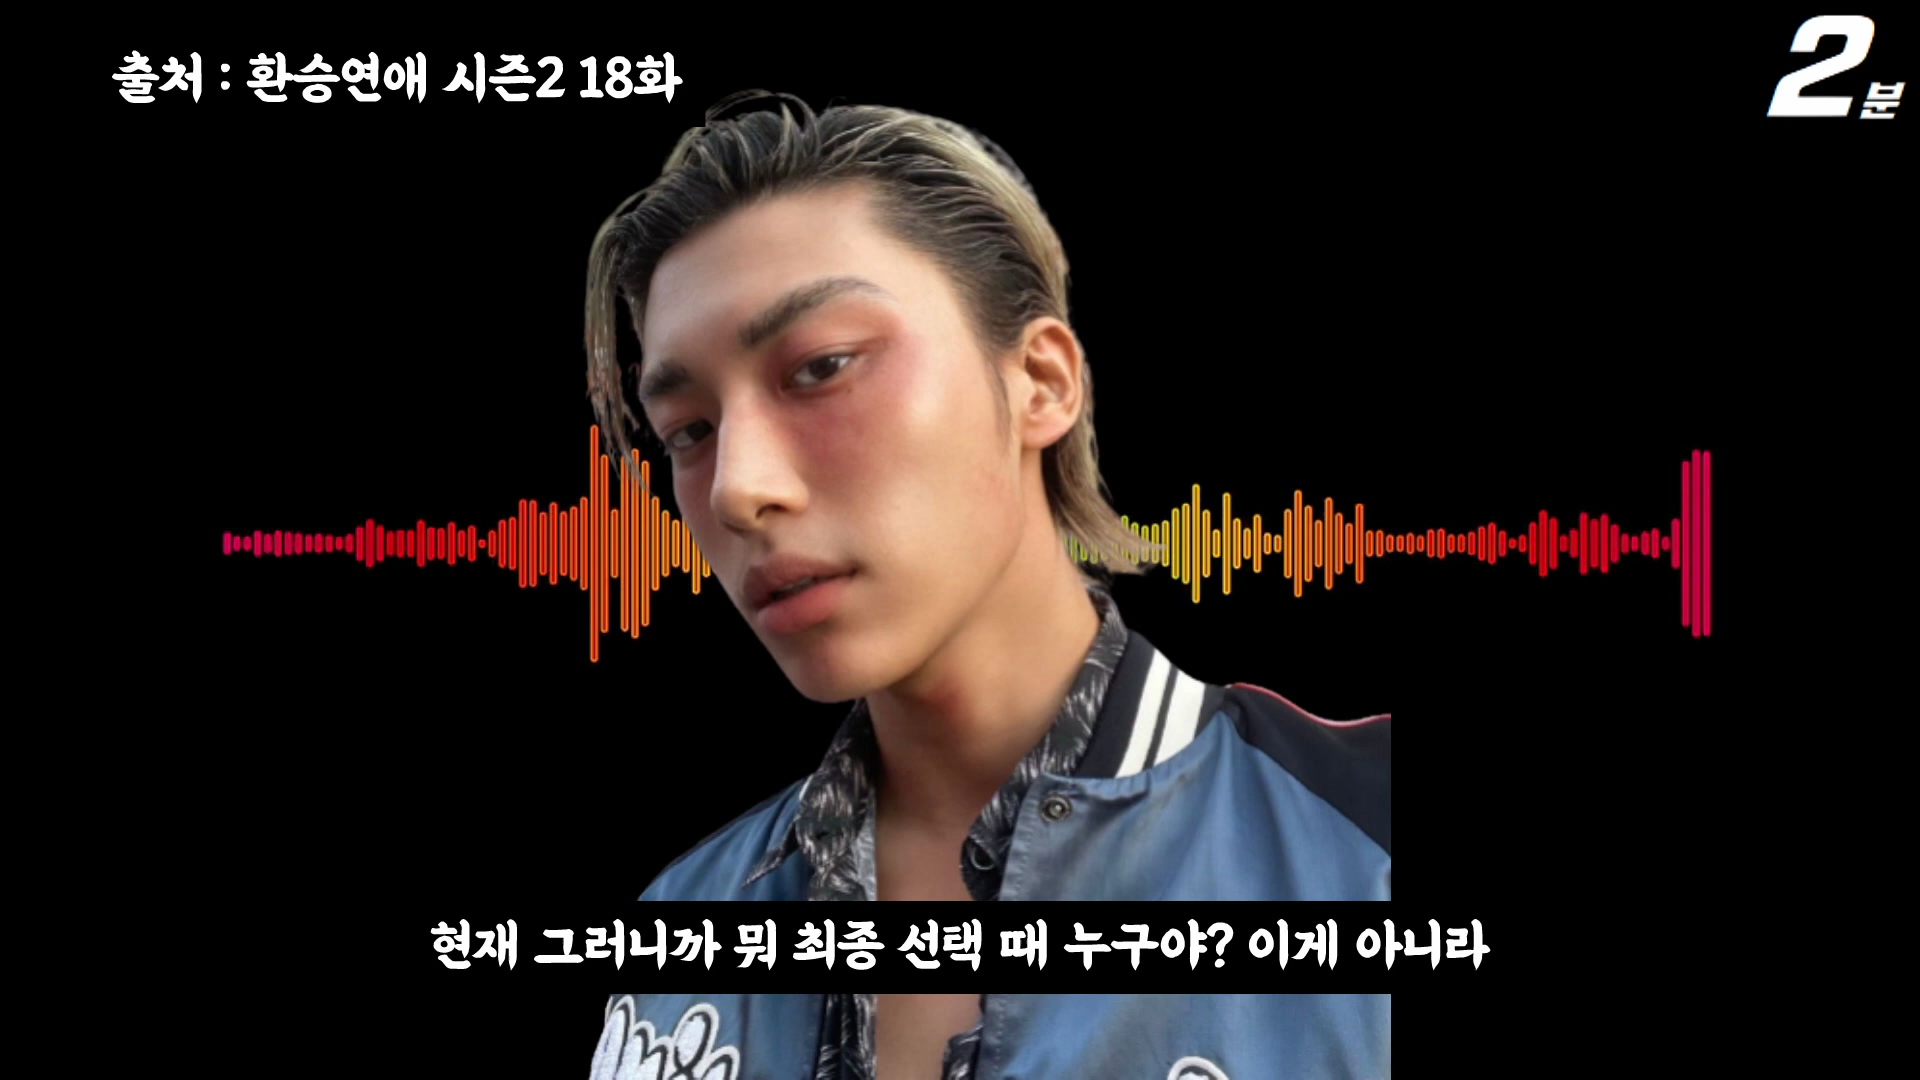 출처 : 환승연애 시즌2 18화
2분
현재 그러니까 뭐 최종 선택 때 누구야? 이게 아니라